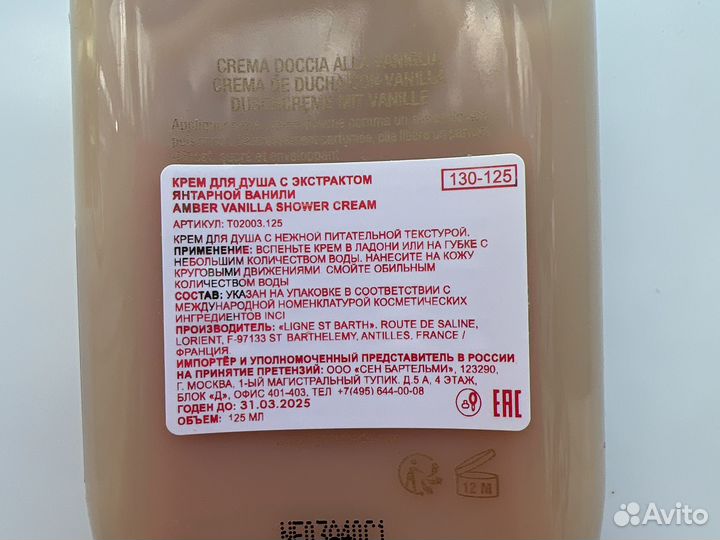 CREMA DOCCIA ALLA VANIGLIA
CREMA DE DUCHA CON VANILLA
DUSCHCREME MIT VANILLE
КРЕМ ДЛЯ ДУША С ЭКСТРАКТОМ
ЯНТАРНОЙ ВАНИЛИ
AMBER VANILLA SHOWER CREAM
130-125
АРТИКУЛ: T02003.125
КРЕМ ДЛЯ ДУША С НЕЖНОЙ ПИТАТЕЛЬНОЙ ТЕКСТУРОЙ.
ПРИМЕНЕНИЕ: ВСПЕНЬТЕ КРЕМ В ЛАДОНИ ИЛИ НА ГУБКЕ С
НЕБОЛЬШИМ КОЛИЧЕСТВОМ ВОДЫ. НАНЕСИТЕ НА КОЖУ
КРУГОВЫМИ ДВИЖЕНИЯМИ. СМОЙТЕ ОБИЛЬНЫМ
КОЛИЧЕСТВОМ ВОДЫ
СОСТАВ: УКАЗАН НА УПАКОВКЕ В СООТВЕТСТВИИ С
МЕЖДУНАРОДНОЙ НОМЕНКЛАТУРОЙ КОСМЕТИЧЕСКИХ
ИНГРЕДИЕНТОВ INCI
ПРОИЗВОДИТЕЛЬ: «LIGNE ST BARTH». ROUTE DE SALINE,
LORIENT, F-97133 ST BARTHELEMY, ANTILLES. FRANCE /
ФРАНЦИЯ.
ИМПОРТЁР И УПОЛНОМОЧЕННЫЙ ПРЕДСТАВИТЕЛЬ В РОССИИ
НА ПРИНЯТИЕ ПРЕТЕНЗИЙ: ООО «СЕН БАРТЕЛЬМИ», 123290,
Г. МОСКВА. 1-ЫЙ МАГИСТРАЛЬНЫЙ ТУПИК. Д.5 А, 4 ЭТАЖ,
БЛОК «Д», ОФИС 401-403, ТЕЛ +7(495) 644-00-08
ГОДЕН ДО: 31.03.2025
ОБЪЕМ: 125 МЛ
EAC
12 M
Avito